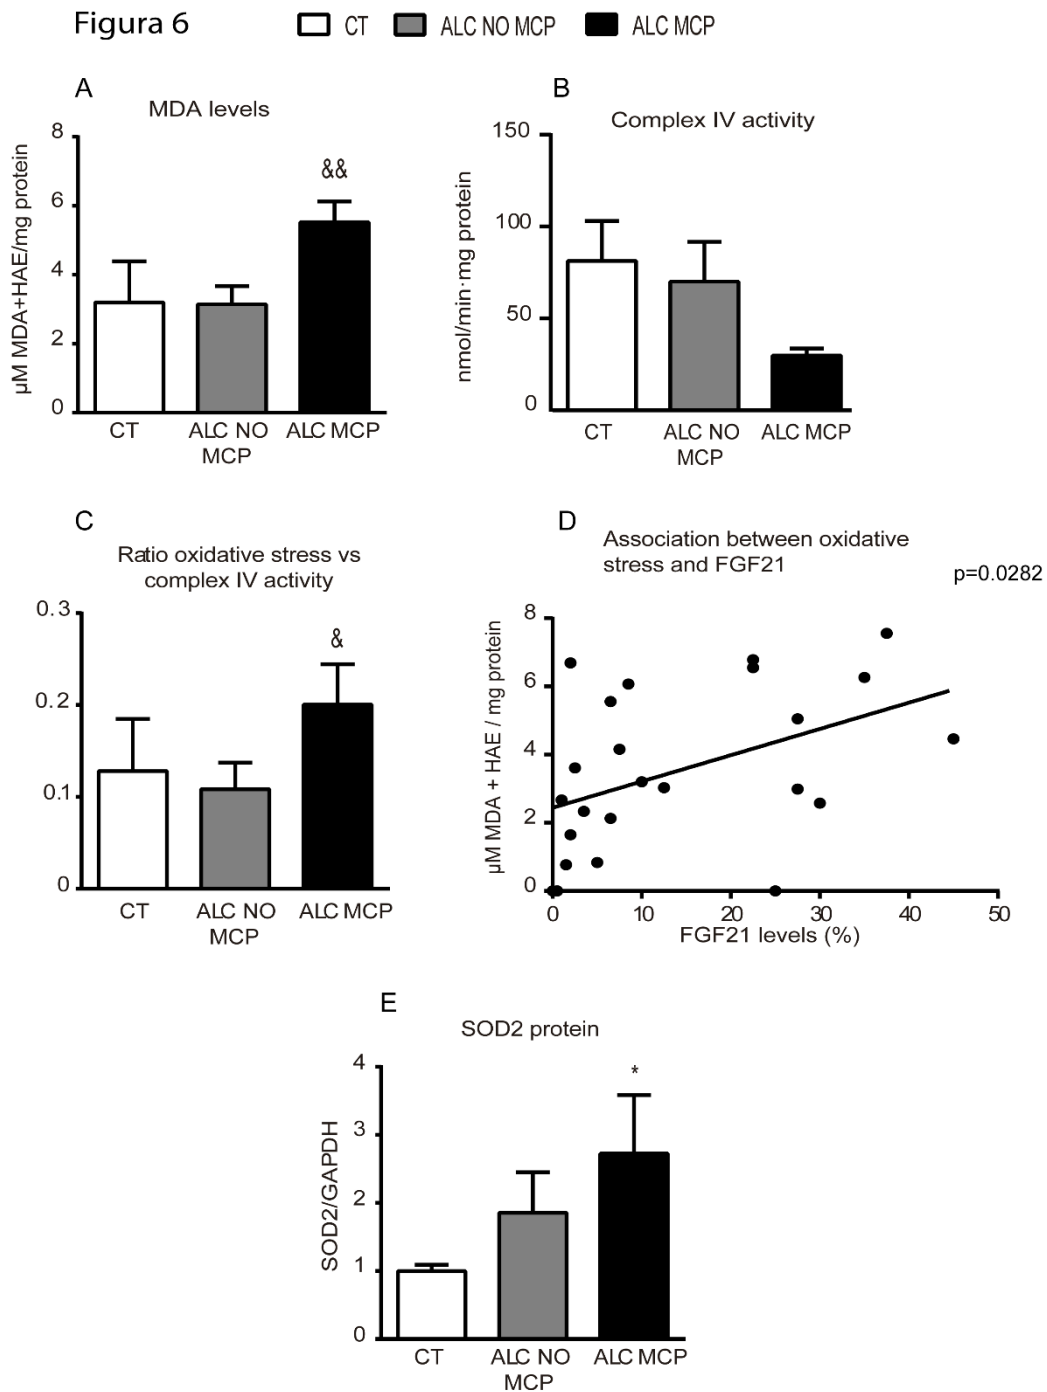 Figura 6
CT
ALC NO MCP
ALC MCP
A
MDA levels
&&
µM MDA+HAE/mg protein
8
6
4
2
0
CT
ALC NO
MCP
ALC MCP
B
Complex IV activity
nmol/min·mg protein
150
100
50
0
CT
ALC NO
MCP
ALC MCP
C
Ratio oxidative stress vs
complex IV activity
&
0.3
0.2
0.1
0
CT
ALC NO
MCP
ALC MCP
D
Association between oxidative
stress and FGF21
p=0.0282
µM MDA + HAE / mg protein
8
6
4
2
0
0 10 20 30 40 50
FGF21 levels (%)
E
SOD2 protein
*
SOD2/GAPDH
4
3
2
1
0
CT
ALC NO
MCP
ALC MCP